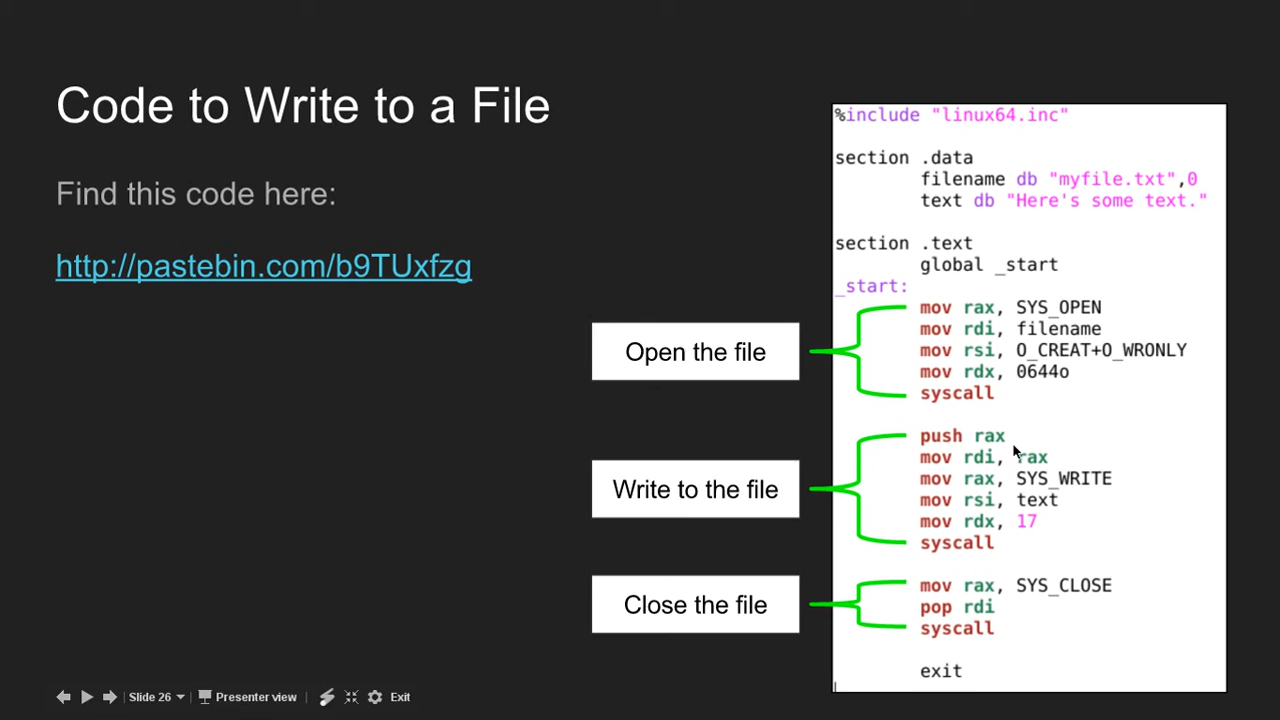 Code to Write to a File
Find this code here:
http://pastebin.com/b9TUxfzg
Open the file
Write to the file
Close the file
%include "linux64.inc"
section .data
filename db "myfile.txt",0
text db "Here's some text."
section .text
global _start
_start:
mov rax, SYS_OPEN
mov rdi, filename
mov rsi, O_CREAT+O_WRONLY
mov rdx, 0644o
syscall
push rax
mov rdi, rax
mov rax, SYS_WRITE
mov rsi, text
mov rdx, 17
syscall
mov rax, SYS_CLOSE
pop rdi
syscall
exit
Slide 26
Presenter view
Exit